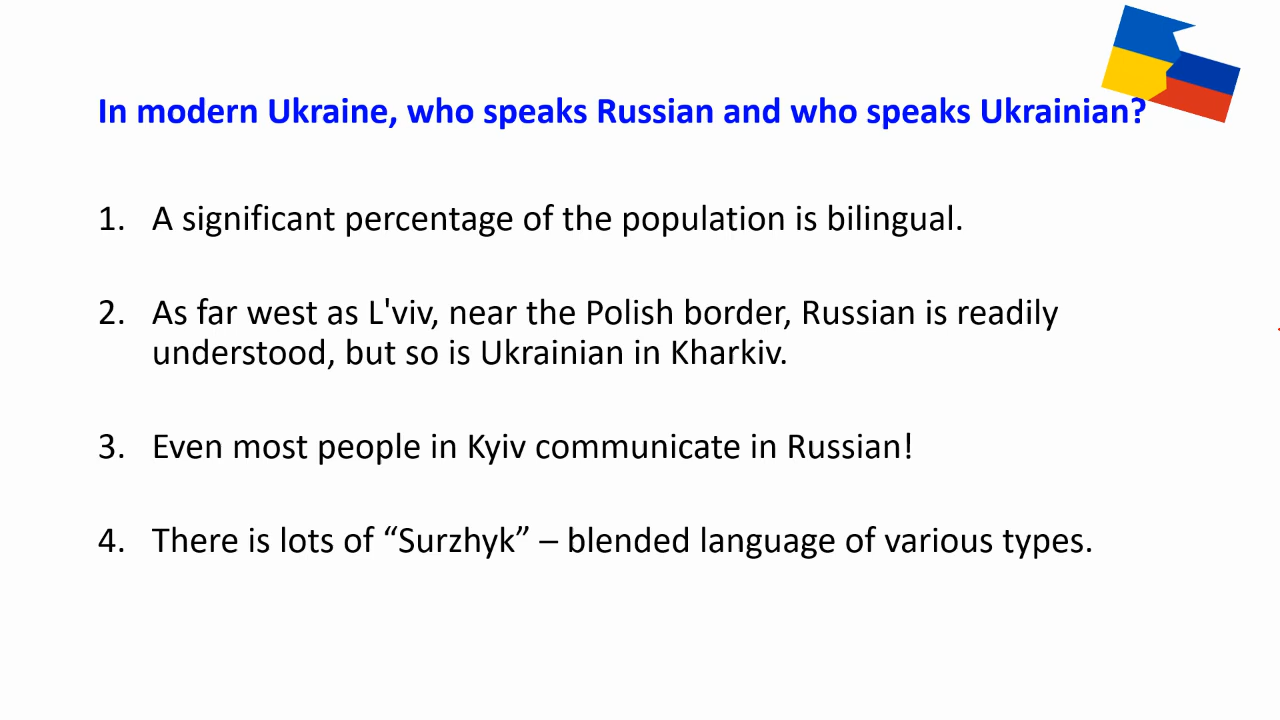 In modern Ukraine, who speaks Russian and who speaks Ukrainian?
1. A significant percentage of the population is bilingual.
2. As far west as L'viv, near the Polish border, Russian is readily
understood, but so is Ukrainian in Kharkiv.
3. Even most people in Kyiv communicate in Russian!
4. There is lots of “Surzhyk” – blended language of various types.